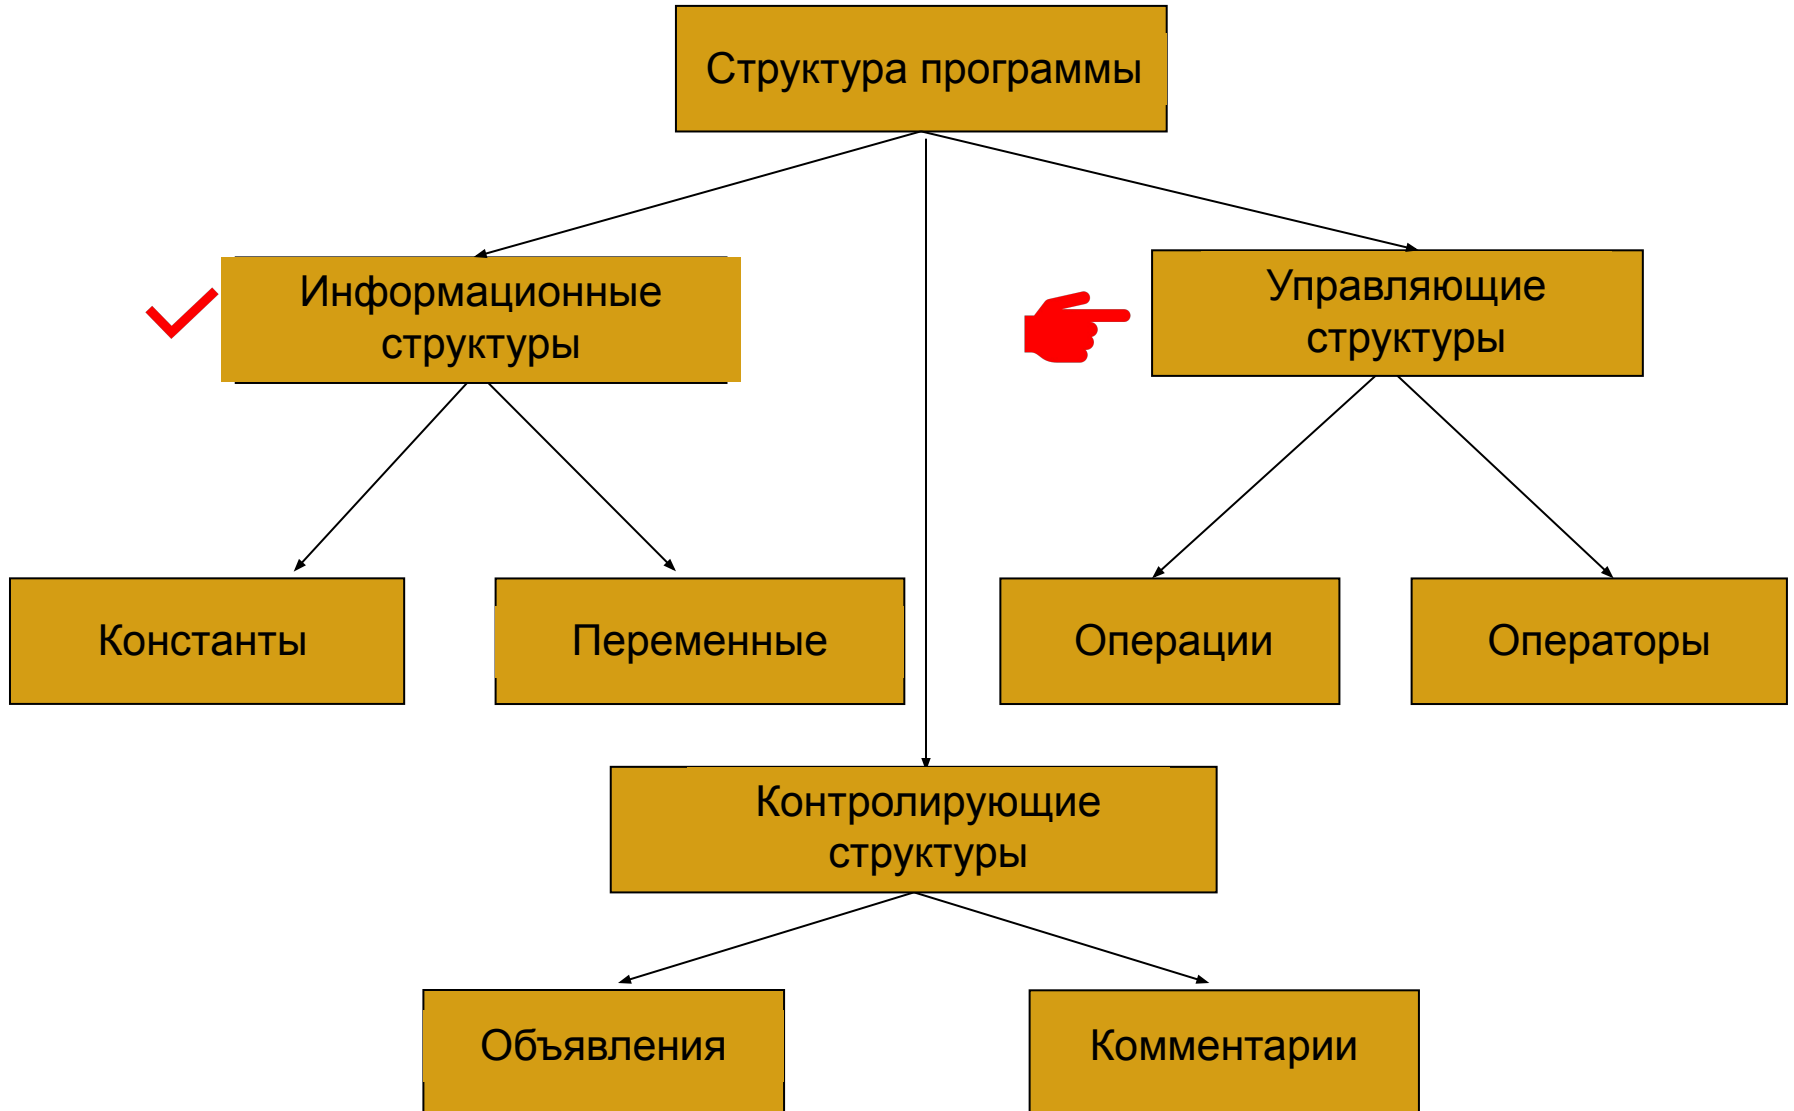 Структура программы
Информационные
структуры
Управляющие
структуры
Константы
Переменные
Операции
Операторы
Контролирующие
структуры
Объявления
Комментарии